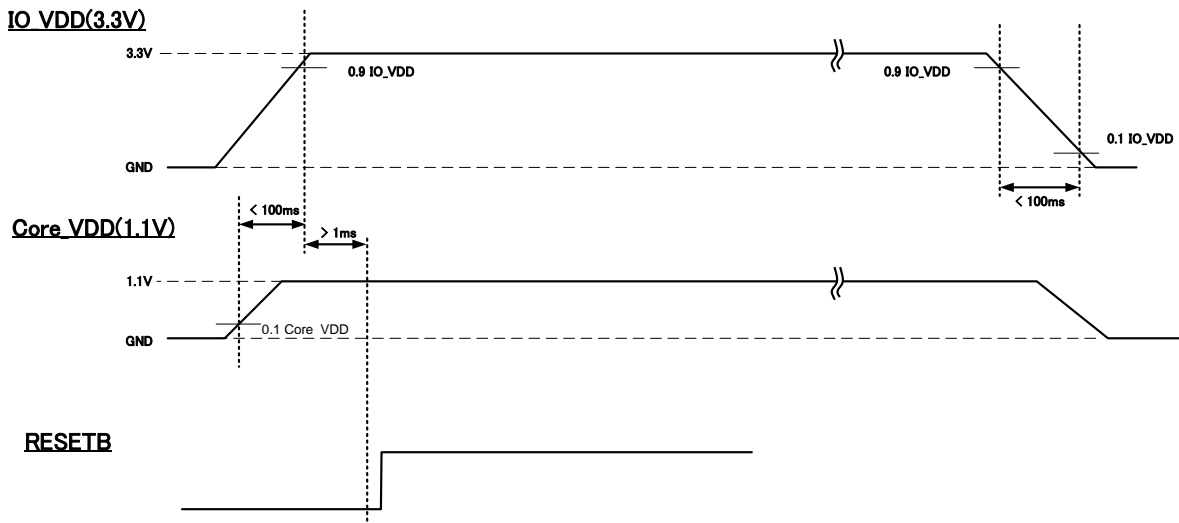 IO_VDD(3.3V)
3.3V
0.9 IO_VDD
0.9 IO_VDD
0.1 IO_VDD
GND
< 100ms
< 100ms
Core_VDD(1.1V)
> 1ms
1.1V
0.1 Core VDD
GND
RESETB